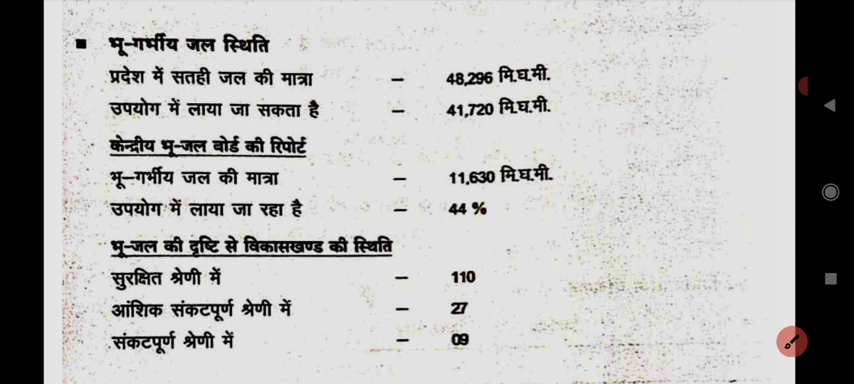 ■ भू-गर्भीय जल स्थिति
प्रदेश में सतही जल की मात्रा – 48,296 मि.घ.मी.
उपयोग में लाया जा सकता है – 41,720 मि.घ.मी.
केन्द्रीय भू-जल बोर्ड की रिपोर्ट
भू-गर्भीय जल की मात्रा – 11,630 मि.घ.मी.
उपयोग में लाया जा रहा है – 44 %
भू-जल की दृष्टि से विकासखण्ड की स्थिति
सुरक्षित श्रेणी में – 110
आंशिक संकटपूर्ण श्रेणी में – 27
संकटपूर्ण श्रेणी में – 09